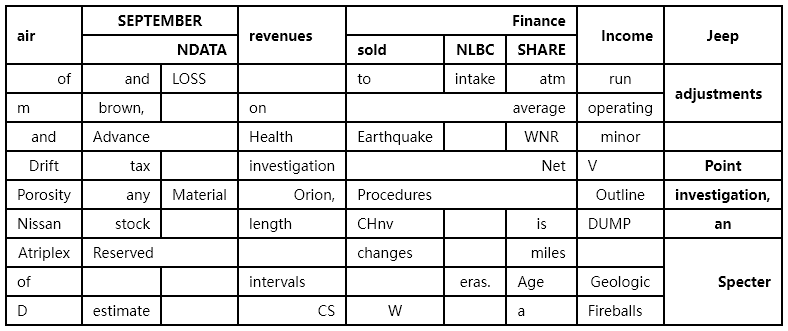 air SEPTEMBER revenues Finance Income Jeep
NDATA sold NLBC SHARE
of and LOSS to intake atm run adjustments
m brown, on average operating
and Advance Health Earthquake WNR minor
Drift tax investigation Net V Point
Porosity any Material Orion, Procedures Outline investigation,
Nissan stock length CHnv is DUMP an
Atriplex Reserved changes miles Specter
of intervals eras. Age Geologic
D estimate CS W a Fireballs